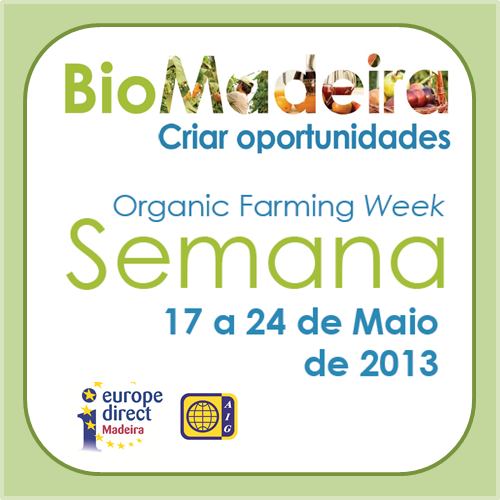 BioMadeira
Criar oportunidades
Organic Farming Week
Semana
17 a 24 de Maio
de 2013
europe
direct
Madeira
AIG